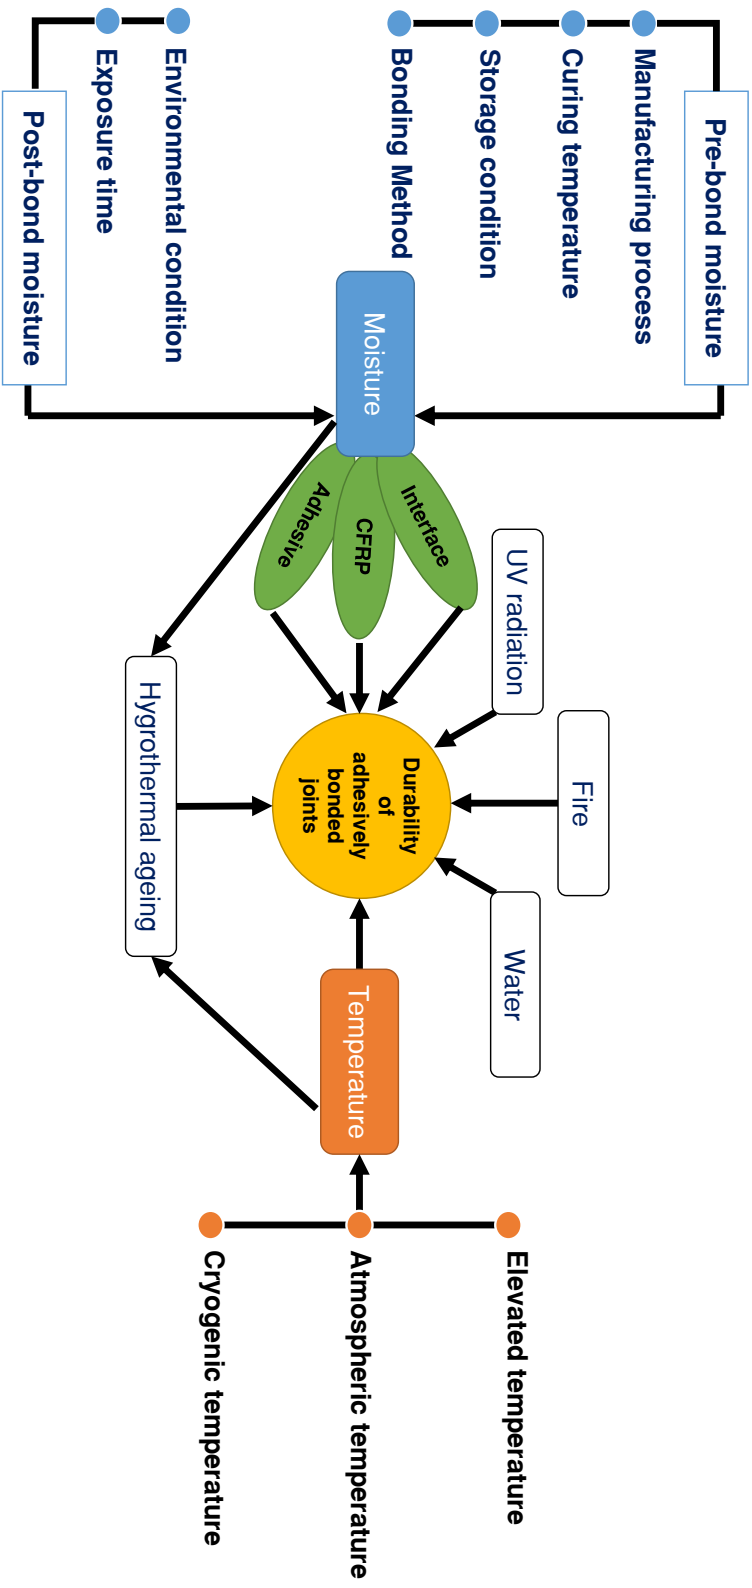 Pre-bond moisture
Manufacturing process
Curing temperature
Storage condition
Bonding Method
Environmental condition
Exposure time
Post-bond moisture
Moisture
Interface
CFRP
Adhesive
UV radiation
Fire
Water
Durability
of
adhesively
bonded
joints
Hygrothermal ageing
Temperature
Elevated temperature
Atmospheric temperature
Cryogenic temperature